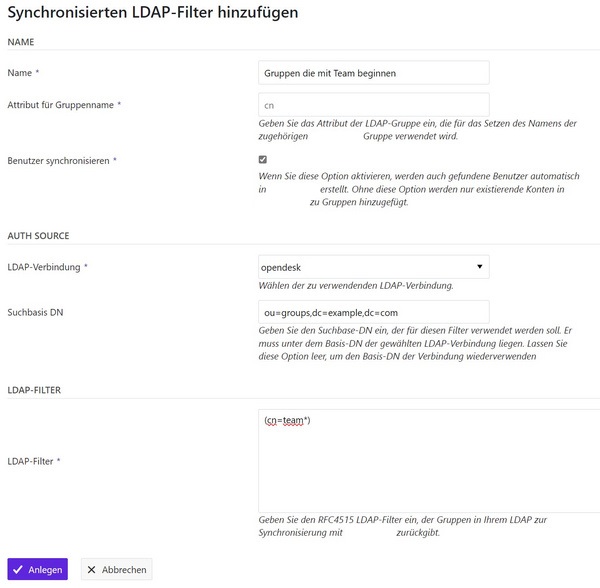 Synchronisierten LDAP-Filter hinzufügen
NAME
Name *
Gruppen die mit Team beginnen
Attribut für Gruppenname *
cn
Geben Sie das Attribut der LDAP-Gruppe ein, die für das Setzen des Namens der
zugehörigen Gruppe verwendet wird.
Benutzer synchronisieren *
Wenn Sie diese Option aktivieren, werden auch gefundene Benutzer automatisch
in erstellt. Ohne diese Option werden nur existierende Konten in
zu Gruppen hinzugefügt.
AUTH SOURCE
LDAP-Verbindung *
opendesk
Wählen der zu verwendenden LDAP-Verbindung.
Suchbasis DN
ou=groups,dc=example,dc=com
Geben Sie den Suchbase-DN ein, der für diesen Filter verwendet werden soll. Er
muss unter dem Basis-DN der gewählten LDAP-Verbindung liegen. Lassen Sie
diese Option leer, um den Basis-DN der Verbindung wiederverwenden
LDAP-FILTER
LDAP-Filter *
(cn=team*)
Geben Sie den RFC4515 LDAP-Filter ein, der Gruppen in Ihrem LDAP zur
Synchronisierung mit zurückgibt.
Anlegen
Abbrechen